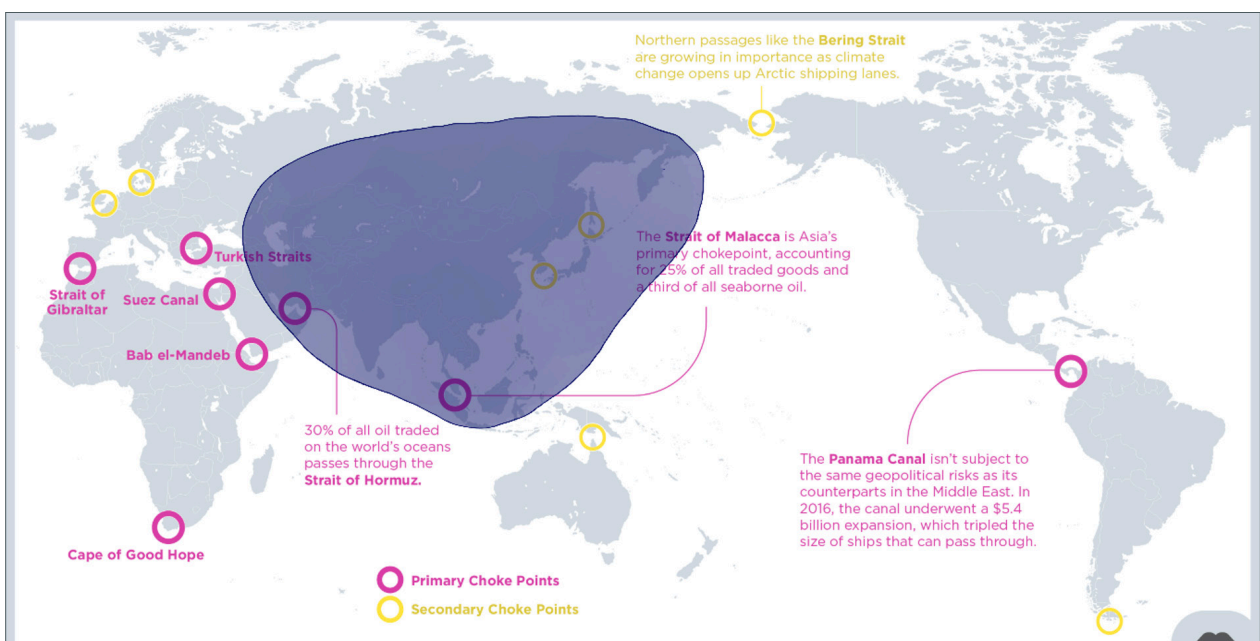 Northern passages like the Bering Strait
are growing in importance as climate
change opens up Arctic shipping lanes.
Turkish Straits
The Strait of Malacca is Asia's
primary chokepoint, accounting
for 25% of all traded goods and
a third of all seaborne oil.
Strait of
Gibraltar
Suez Canal
Bab el-Mandeb
30% of all oil traded
on the world's oceans
passes through the
Strait of Hormuz.
The Panama Canal isn't subject to
the same geopolitical risks as its
counterparts in the Middle East. In
2016, the canal underwent a $5.4
billion expansion, which tripled the
size of ships that can pass through.
Cape of Good Hope
Primary Choke Points
Secondary Choke Points